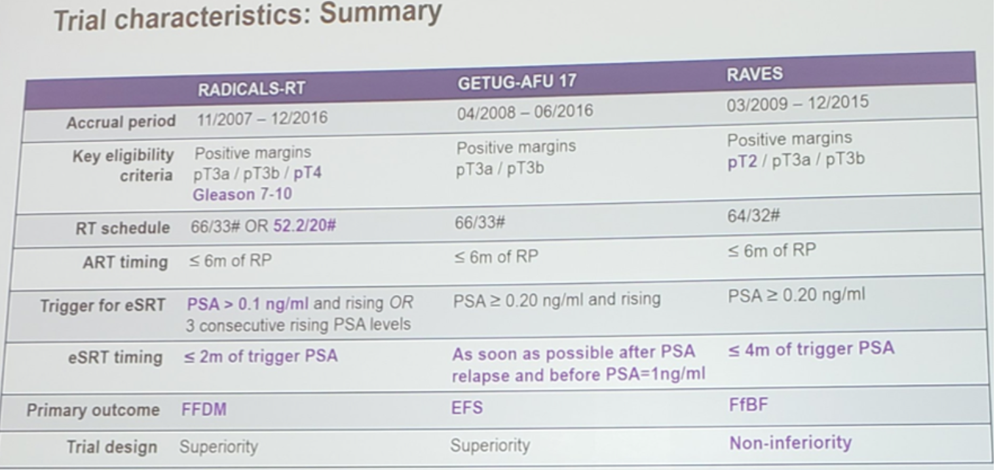 Trial characteristics: Summary
RADICALS-RT GETUG-AFU 17 RAVES
Accrual period 11/2007 – 12/2016 04/2008 – 06/2016 03/2009 – 12/2015
Key eligibility Positive margins Positive margins Positive margins
criteria pT3a / pT3b / pT4 pT3a / pT3b pT2 / pT3a / pT3b
Gleason 7-10
RT schedule 66/33# OR 52.2/20# 66/33# 64/32#
ART timing ≤ 6m of RP ≤ 6m of RP ≤ 6m of RP
Trigger for eSRT PSA > 0.1 ng/ml and rising OR PSA ≥ 0.20 ng/ml and rising PSA ≥ 0.20 ng/ml
3 consecutive rising PSA levels
eSRT timing ≤ 2m of trigger PSA As soon as possible after PSA ≤ 4m of trigger PSA
relapse and before PSA=1ng/ml
Primary outcome FFDM EFS FfBF
Trial design Superiority Superiority Non-inferiority